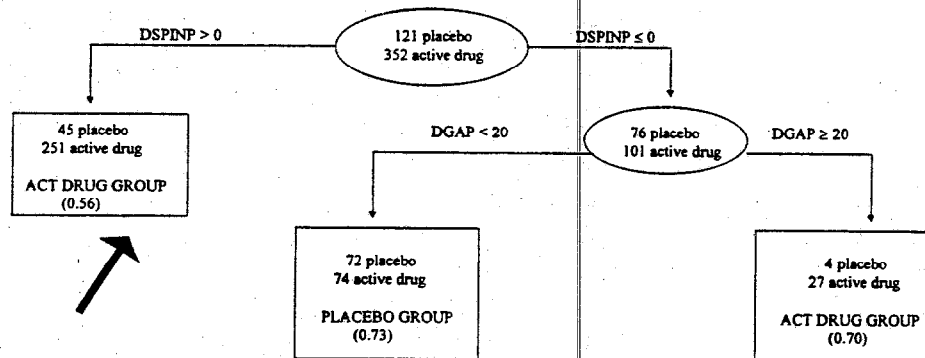 DSPINP > 0
121 placebo
352 active drug
DSPINP ≤ 0
45 placebo
251 active drug
ACT DRUG GROUP
(0.56)
DGAP < 20
76 placebo
101 active drug
DGAP ≥ 20
72 placebo
74 active drug
PLACEBO GROUP
(0.73)
4 placebo
27 active drug
ACT DRUG GROUP
(0.70)